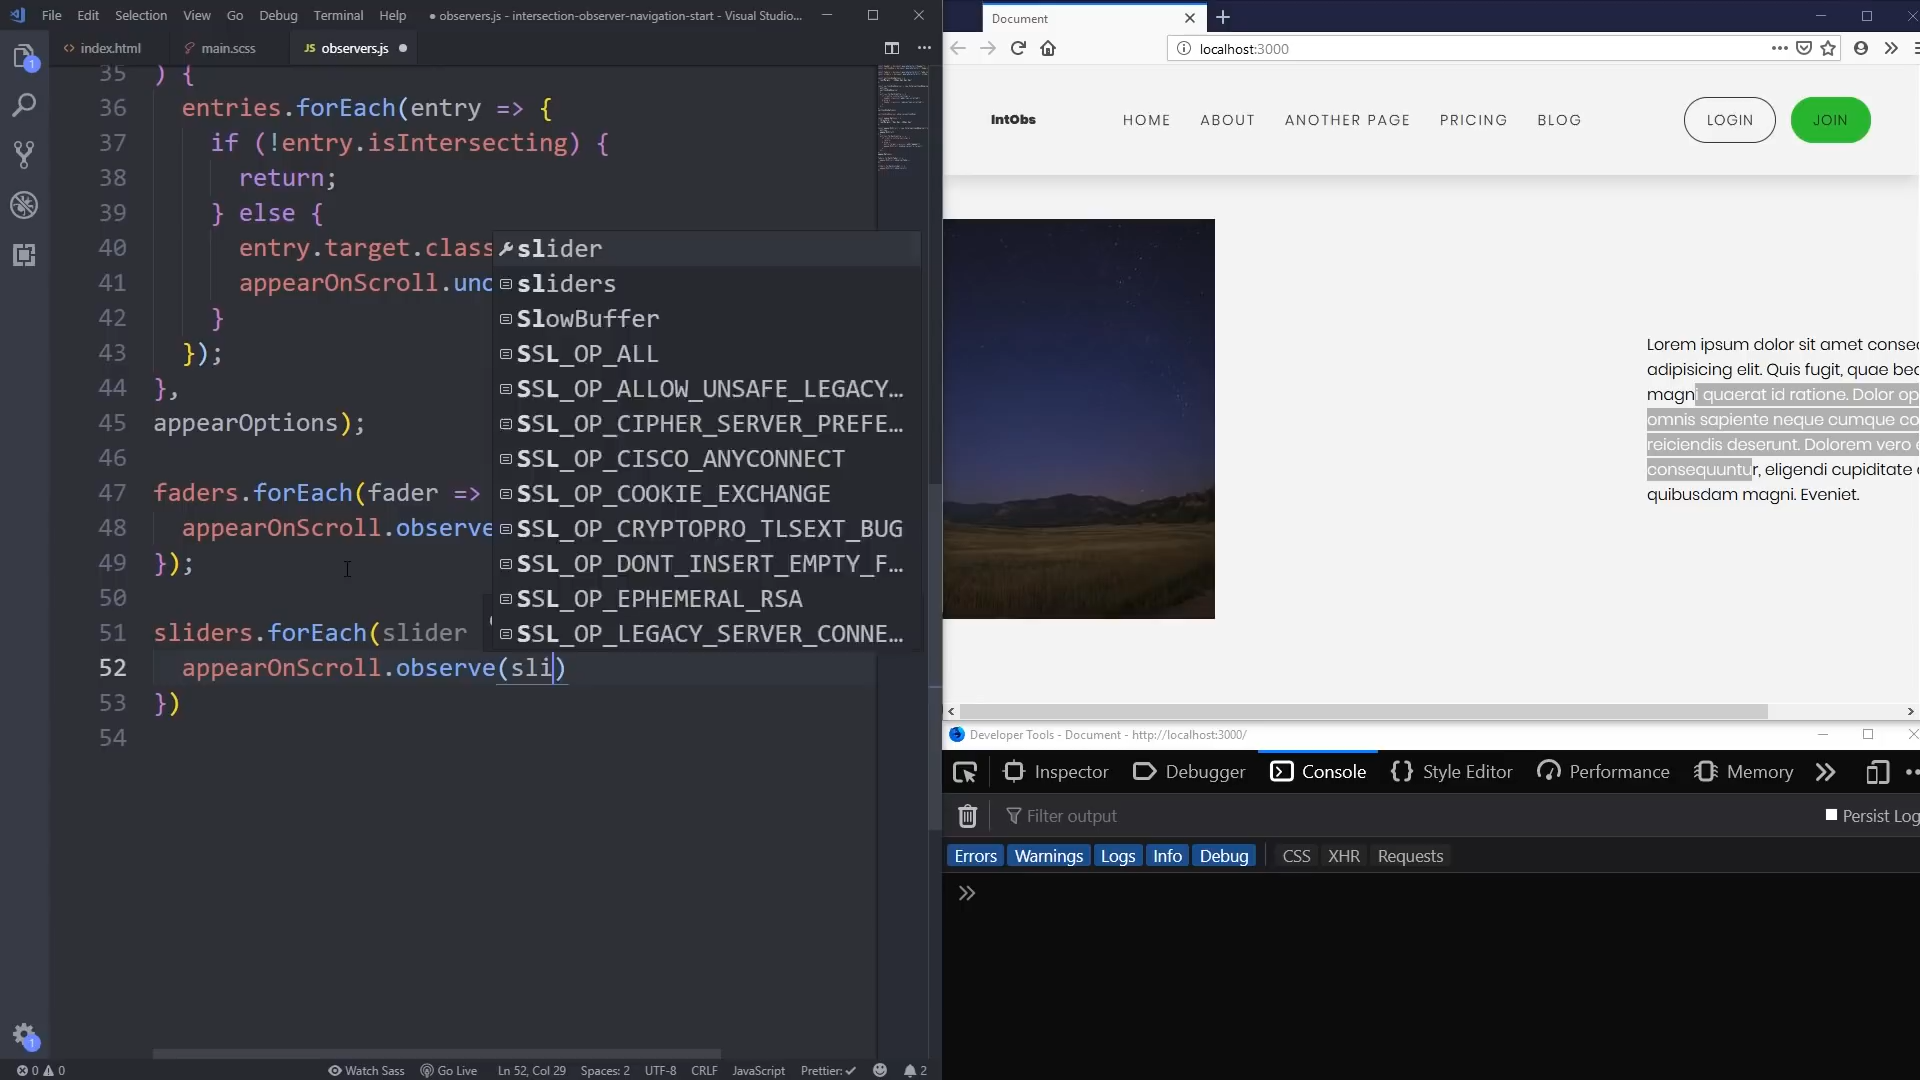 File Edit Selection View Go Debug Terminal Help ● observers.js - intersection-observer-navigation-start - Visual Studio...
index.html main.scss JS observers.js
35 ) {
36 entries.forEach(entry => {
37 if (!entry.isIntersecting) {
38 return;
39 } else {
40 entry.target.class
41 appearOnScroll.uno
42 }
43 });
44 },
45 appearOptions);
46
47 faders.forEach(fader =>
48 appearOnScroll.observe
49 });
50
51 sliders.forEach(slider
52 appearOnScroll.observe(sli)
53 })
54
slider
sliders
SlowBuffer
SSL_OP_ALL
SSL_OP_ALLOW_UNSAFE_LEGACY…
SSL_OP_CIPHER_SERVER_PREFE…
SSL_OP_CISCO_ANYCONNECT
SSL_OP_COOKIE_EXCHANGE
SSL_OP_CRYPTOPRO_TLSEXT_BUG
SSL_OP_DONT_INSERT_EMPTY_F…
SSL_OP_EPHEMERAL_RSA
SSL_OP_LEGACY_SERVER_CONNE…
1
1
0 0 Watch Sass Go Live Ln 52, Col 29 Spaces: 2 UTF-8 CRLF JavaScript Prettier: ✓ 2
Document
localhost:3000
IntObs HOME ABOUT ANOTHER PAGE PRICING BLOG LOGIN JOIN
Lorem ipsum dolor sit amet consec
adipisicing elit. Quis fugit, quae bea
magni quaerat id ratione. Dolor op
omnis sapiente neque cumque co
reiciendis deserunt. Dolorem vero
consequuntur, eligendi cupiditate
quibusdam magni. Eveniet.
Developer Tools - Document - http://localhost:3000/
Inspector Debugger Console Style Editor Performance Memory
Filter output Persist Log
Errors Warnings Logs Info Debug CSS XHR Requests